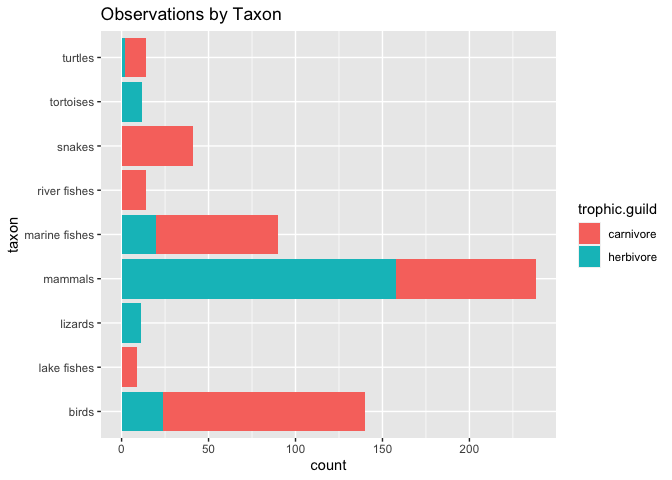 Observations by Taxon
turtles
tortoises
snakes
river fishes
marine fishes
mammals
lizards
lake fishes
birds
taxon
0 50 100 150 200
count
trophic.guild
carnivore
herbivore